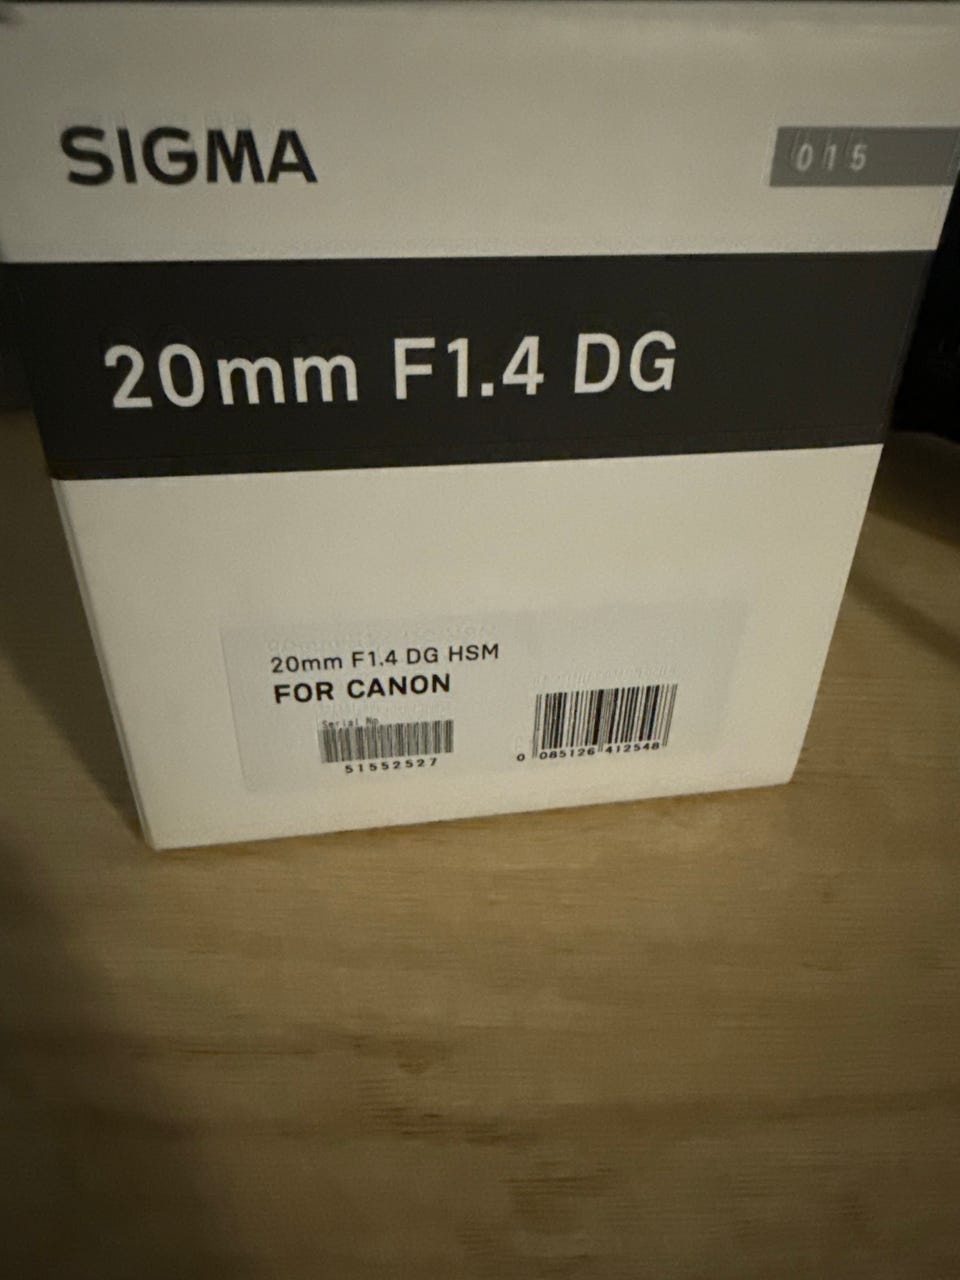 SIGMA
015
20mm F1.4 DG
20mm F1.4 DG HSM
FOR CANON
Serial No.
51552527
0 085126 412548